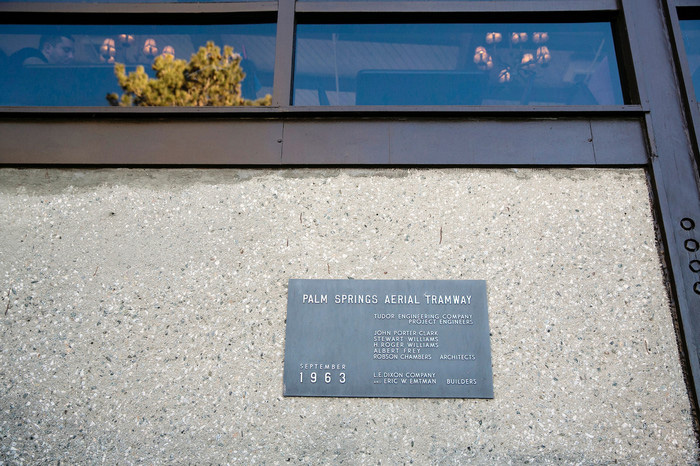 PALM SPRINGS AERIAL TRAMWAY
TUDOR ENGINEERING COMPANY
PROJECT ENGINEERS
JOHN PORTER CLARK
STEWART WILLIAMS
H ROGER WILLIAMS
ALBERT FREY
ROBSON CHAMBERS ARCHITECTS
SEPTEMBER
1963
L.E. DIXON COMPANY
AND ERIC W. EMTMAN BUILDERS